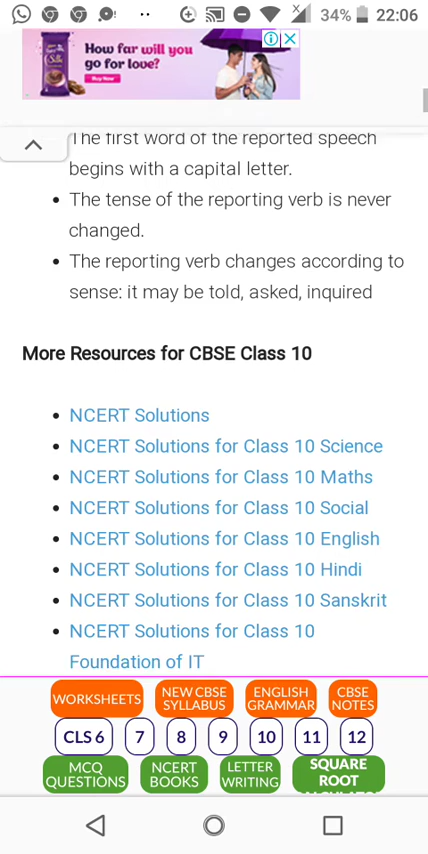 34% 22:06
How far will you
go for love?
Buy Now
Silk
The first word of the reported speech
begins with a capital letter.
The tense of the reporting verb is never
changed.
The reporting verb changes according to
sense: it may be told, asked, inquired
More Resources for CBSE Class 10
NCERT Solutions
NCERT Solutions for Class 10 Science
NCERT Solutions for Class 10 Maths
NCERT Solutions for Class 10 Social
NCERT Solutions for Class 10 English
NCERT Solutions for Class 10 Hindi
NCERT Solutions for Class 10 Sanskrit
NCERT Solutions for Class 10
Foundation of IT
WORKSHEETS
NEW CBSE
SYLLABUS
ENGLISH
GRAMMAR
CBSE
NOTES
CLS 6 7 8 9 10 11 12
MCQ
QUESTIONS
NCERT
BOOKS
LETTER
WRITING
SQUARE
ROOT